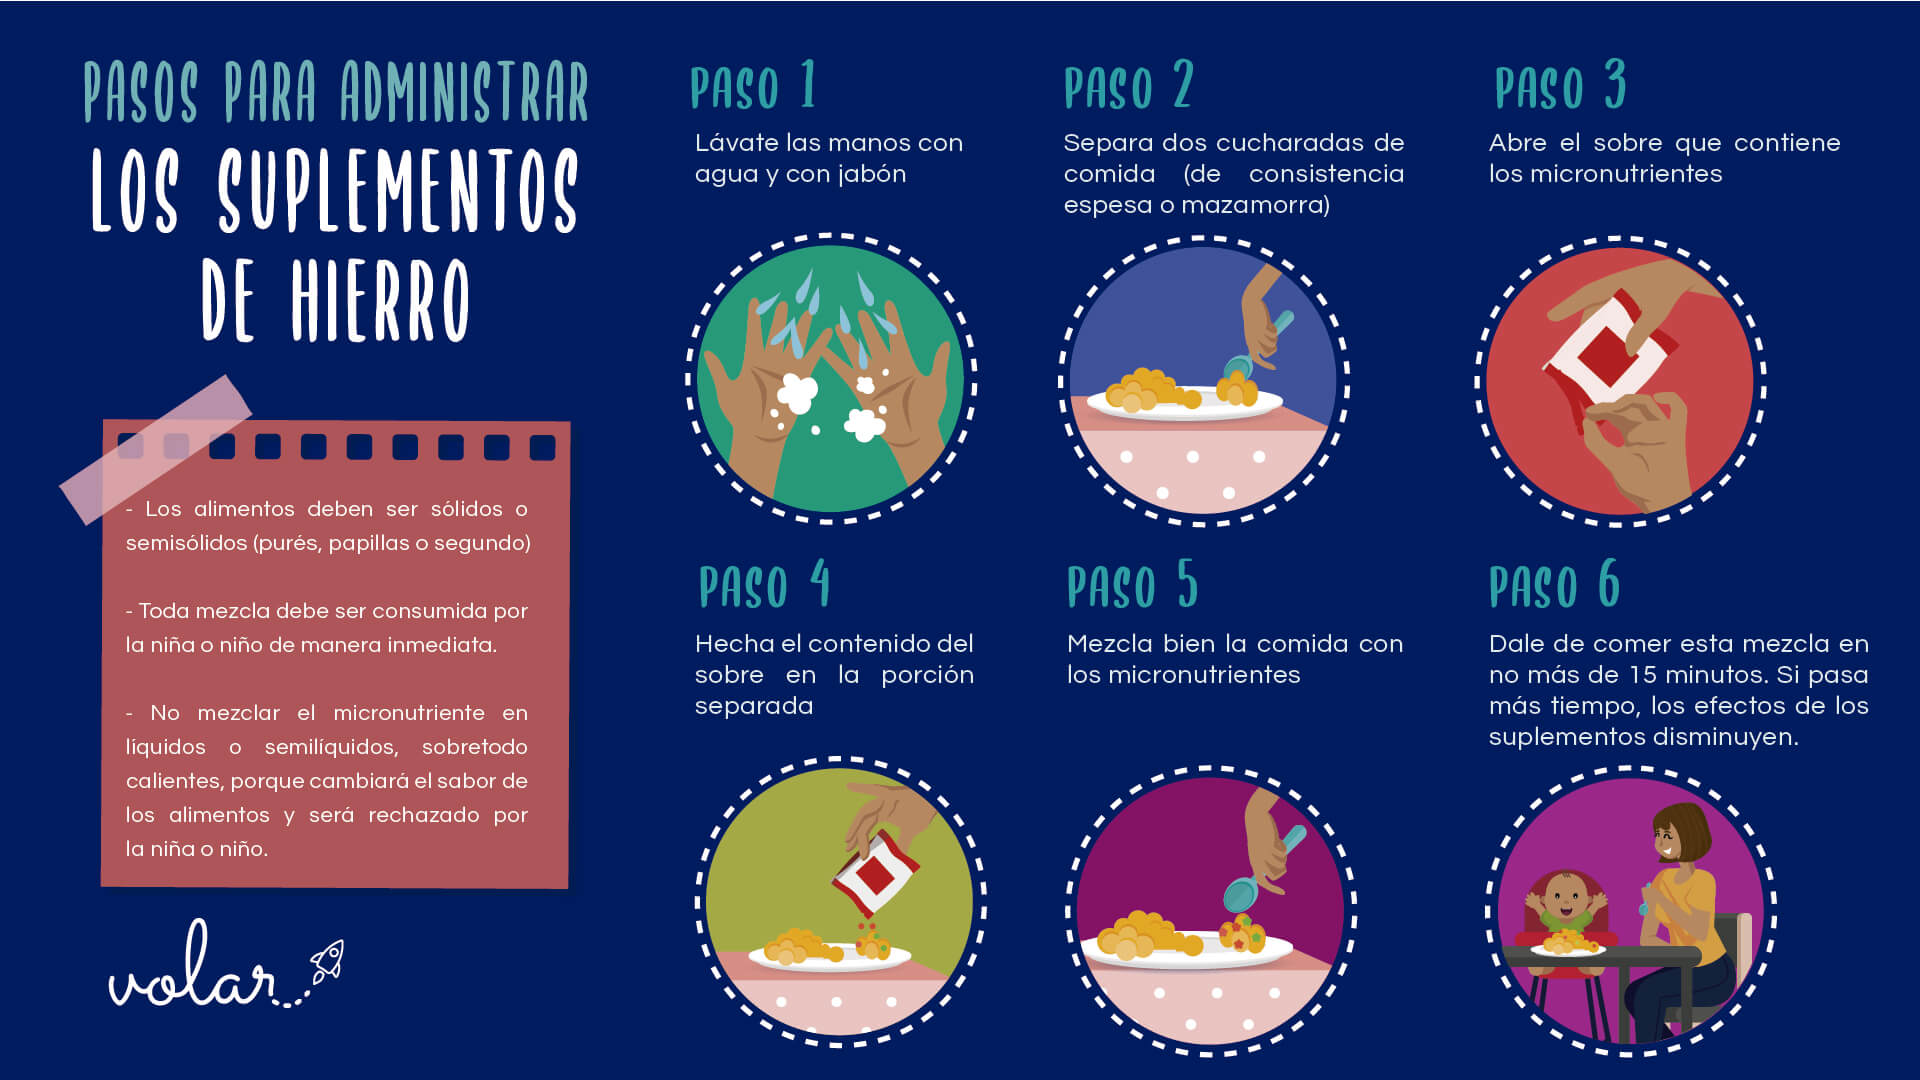 PASOS PARA ADMINISTRAR
LOS SUPLEMENTOS
DE HIERRO
- Los alimentos deben ser sólidos o
semisólidos (purés, papillas o segundo)
- Toda mezcla debe ser consumida por
la niña o niño de manera inmediata.
- No mezclar el micronutriente en
líquidos o semilíquidos, sobretodo
calientes, porque cambiará el sabor de
los alimentos y será rechazado por
la niña o niño.
volar
PASO 1
Lávate las manos con
agua y con jabón
PASO 2
Separa dos cucharadas de
comida (de consistencia
espesa o mazamorra)
PASO 3
Abre el sobre que contiene
los micronutrientes
PASO 4
Hecha el contenido del
sobre en la porción
separada
PASO 5
Mezcla bien la comida con
los micronutrientes
PASO 6
Dale de comer esta mezcla en
no más de 15 minutos. Si pasa
más tiempo, los efectos de los
suplementos disminuyen.